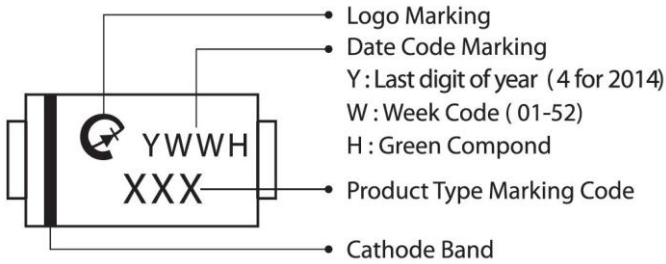 Logo Marking
Date Code Marking
Y : Last digit of year ( 4 for 2014)
W : Week Code ( 01-52)
H : Green Compond
YWWH
XXX
Product Type Marking Code
Cathode Band